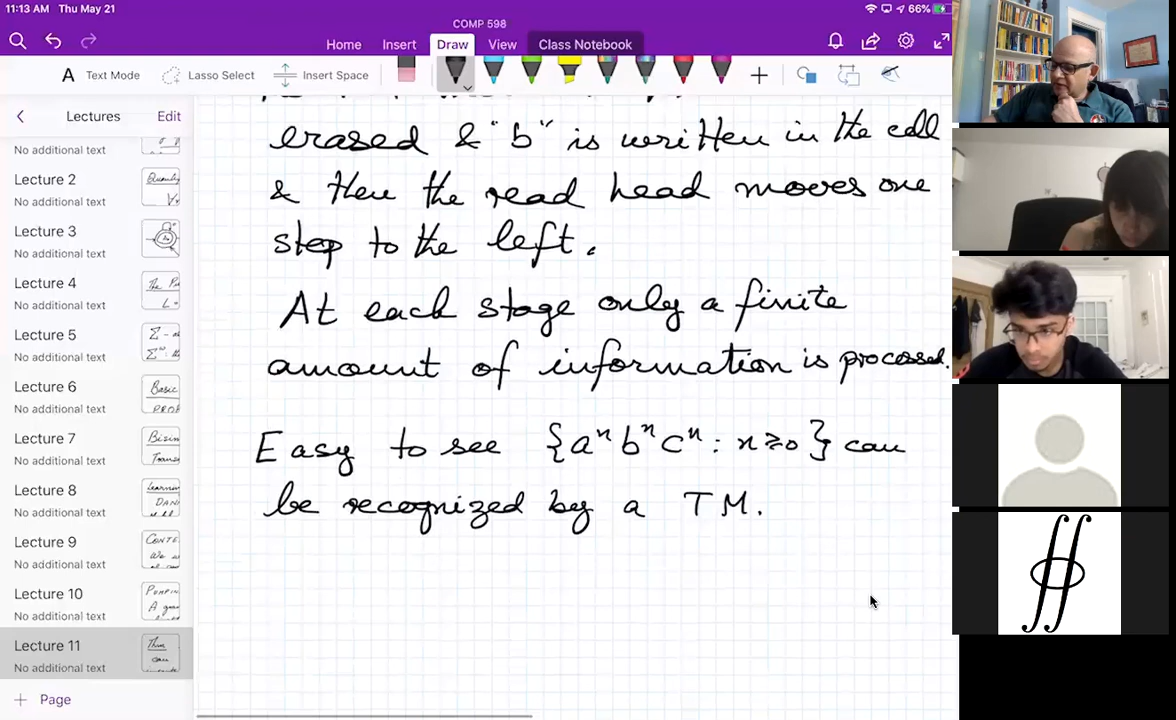 11:13 AM Thu May 21
66%
COMP 598
Home Insert Draw View Class Notebook
A Text Mode Lasso Select Insert Space
Lectures Edit
No additional text
Lecture 2
No additional text
Lecture 3
No additional text
Lecture 4
No additional text
Lecture 5
No additional text
Lecture 6
No additional text
Lecture 7
No additional text
Lecture 8
No additional text
Lecture 9
No additional text
Lecture 10
No additional text
Lecture 11
No additional text
+ Page
erased & "b" is written in the cell
& then the read head moves one
step to the left.
At each stage only a finite
amount of information is processed.
Easy to see {aⁿbⁿcⁿ : n≥0} can
be recognized by a TM.
∯